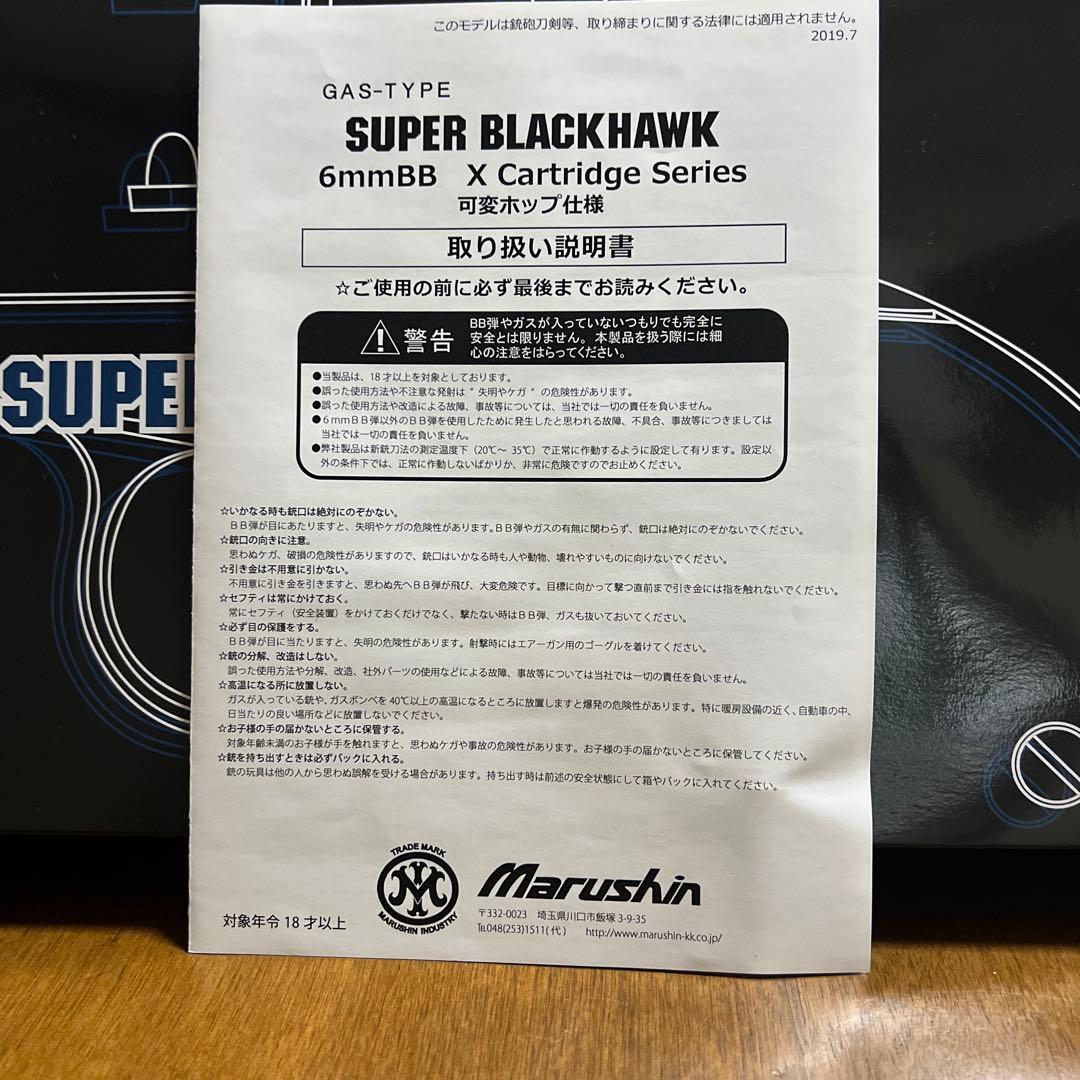 このモデルは銃砲刀剣等、取り締まりに関する法律には適用されません。
2019.7
GAS-TYPE
SUPER BLACKHAWK
6mmBB X Cartridge Series
可変ホップ仕様
取り扱い説明書
☆ご使用の前に必ず最後までお読みください。
警告
BB弾やガスが入っていないつもりでも完全に
安全とは限りません。本製品を扱う際には細
心の注意をはらってください。
●当製品は、18才以上を対象としております。
●誤った使用方法や不注意な発射は“失明やケガ“の危険性があります。
●誤った使用方法や改造による故障、事故等については、当社では一切の責任を負いません。
●6mmBB弾以外のBB弾を使用したために発生したと思われる故障、不具合、事故等につきましては
当社では一切の責任を負いません。
●弊社製品は新銃刀法の測定温度下（20℃～35℃）で正常に作動するように設定して有ります。設定以
外の条件下では、正常に作動しないばかりか、非常に危険ですのでお止めください。
☆いかなる時も銃口は絶対にのぞかない。
BB弾が目にあたりますと、失明やケガの危険性があります。BB弾やガスの有無に関わらず、銃口は絶対にのぞかないでください。
☆銃口の向きに注意。
思わぬケガ、破損の危険性がありますので、銃口はいかなる時も人や動物、壊れやすいものに向けないでください。
☆引き金は不用意に引かない。
不用意に引き金を引きますと、思わぬ先へBB弾が飛び、大変危険です。目標に向かって撃つ直前まで引き金には指を触れないでください。
☆セフティは常にかけておく。
常にセフティ（安全装置）をかけておくだけでなく、撃たない時はBB弾、ガスも抜いておいてください。
☆必ず目の保護をする。
BB弾が目に当たりますと、失明の危険性があります。射撃時にはエアーガン用のゴーグルを着けてください。
☆銃の分解、改造はしない。
誤った使用方法や分解、改造、社外パーツの使用などによる故障、事故等については当社では一切の責任を負いません。
☆高温になる所に放置しない。
ガスが入っている銃や、ガスボンベを40℃以上の高温になるところに放置しますと爆発の危険性があります。特に暖房設備の近く、自動車の中、
日当たりの良い場所などに放置しないでください。
☆お子様の手の届かないところに保管する。
対象年齢未満のお子様が手を触れますと、思わぬケガや事故の危険性があります。お子様の手の届かないところに保管してください。
☆銃を持ち出すときは必ずバックに入れる。
銃の玩具は他の人から思わぬ誤解を受ける場合があります。持ち出す時は前述の安全状態にして箱やバックに入れてください。
対象年令18才以上
TRADE MARK
MARUSHIN INDUSTRY
Marushin
〒332-0023 埼玉県川口市飯塚3-9-35
℡048(253)1511(代) http://www.marushin-kk.co.jp/
SUPE